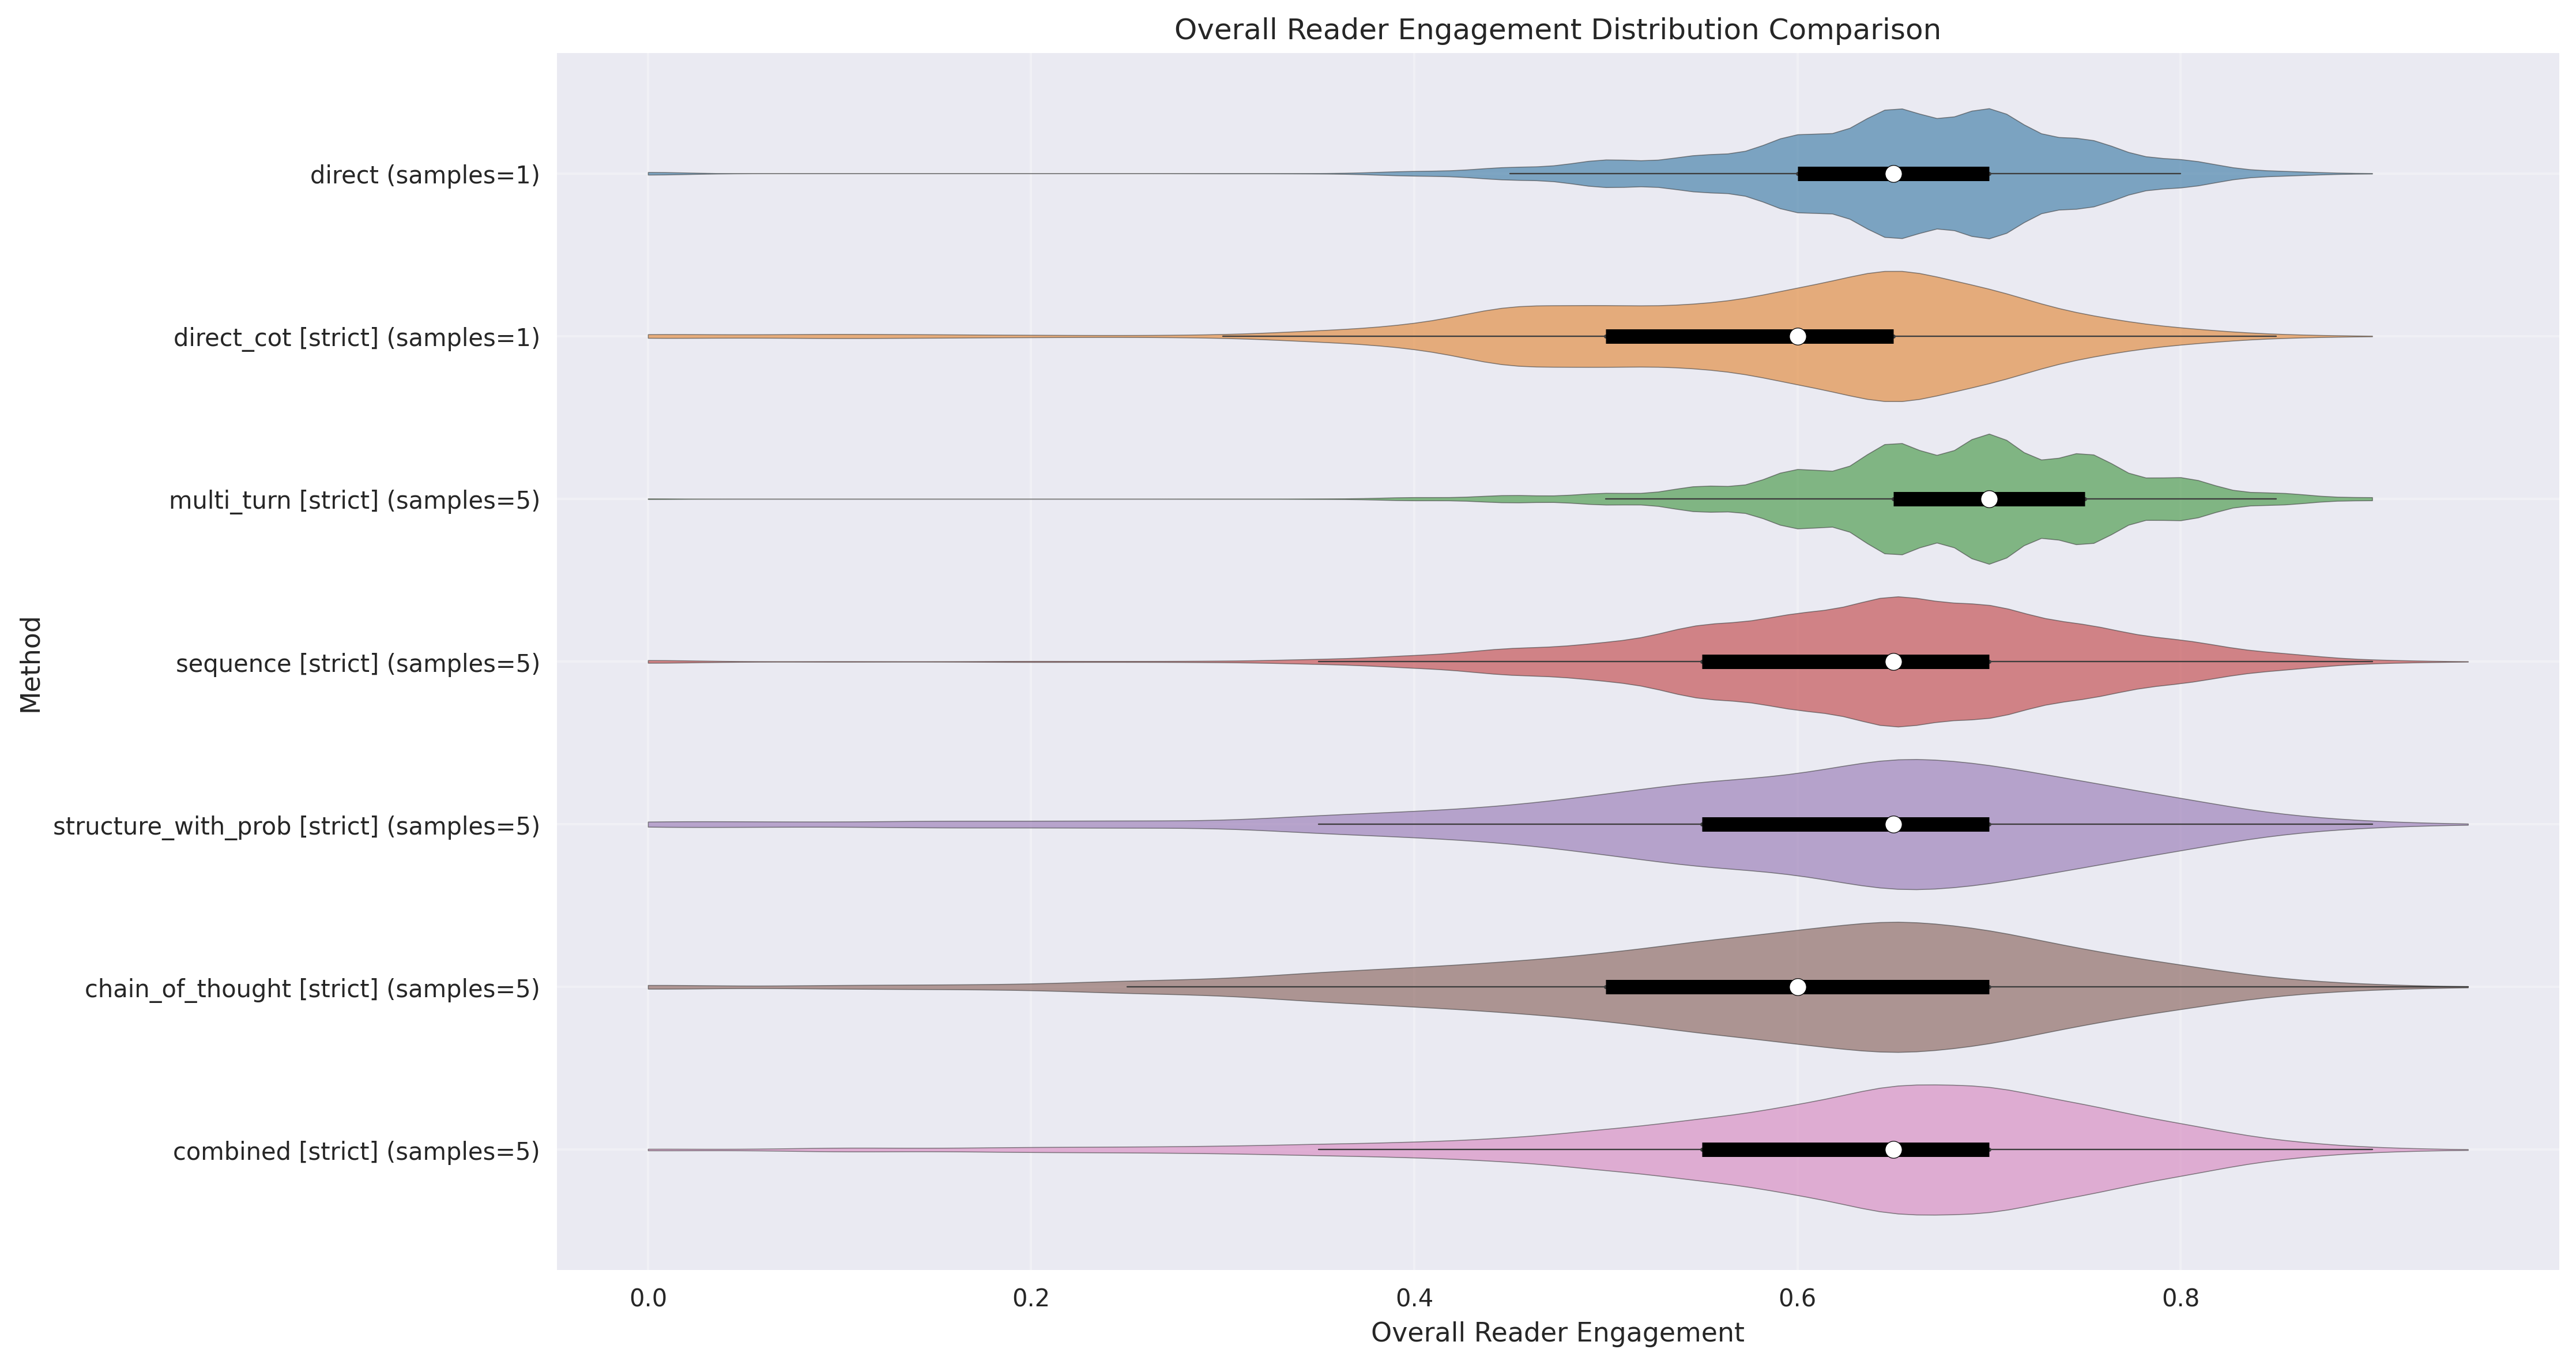 Overall Reader Engagement Distribution Comparison
Method
direct (samples=1)
direct_cot [strict] (samples=1)
multi_turn [strict] (samples=5)
sequence [strict] (samples=5)
structure_with_prob [strict] (samples=5)
chain_of_thought [strict] (samples=5)
combined [strict] (samples=5)
0.0 0.2 0.4 0.6 0.8
Overall Reader Engagement